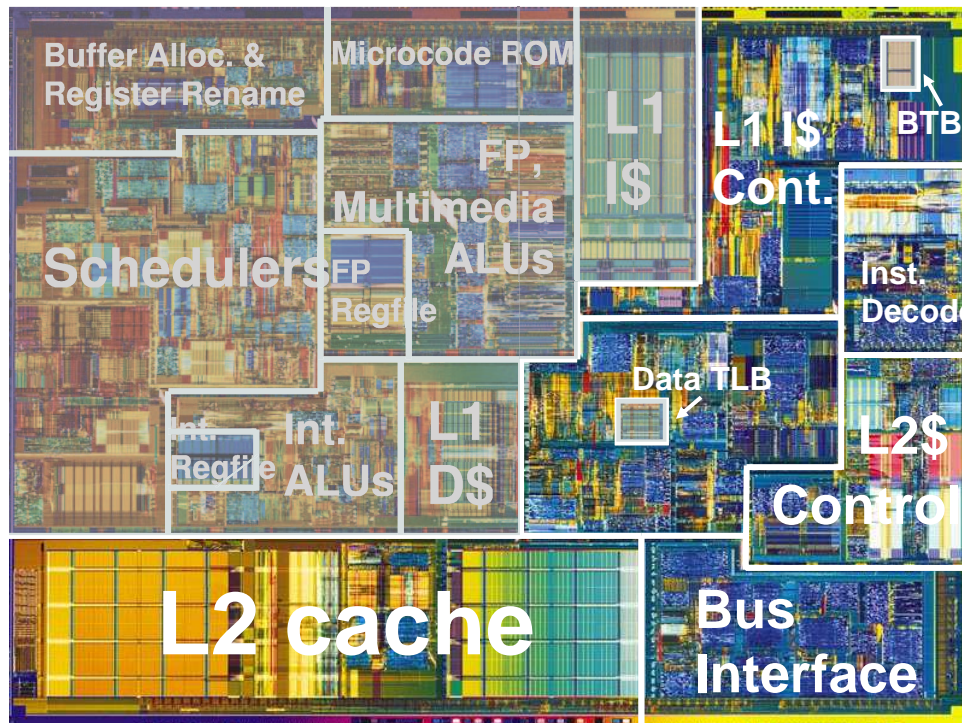 Buffer Alloc. &
Register Rename
Microcode ROM
L1
I$
L1 I$
Cont.
BTB
FP,
Multimedia
ALUs
Schedulers
FP
Regfile
Inst.
Decode
Data TLB
Int.
Regfile
Int.
ALUs
L1
D$
L2$
Control
L2 cache
Bus
Interface